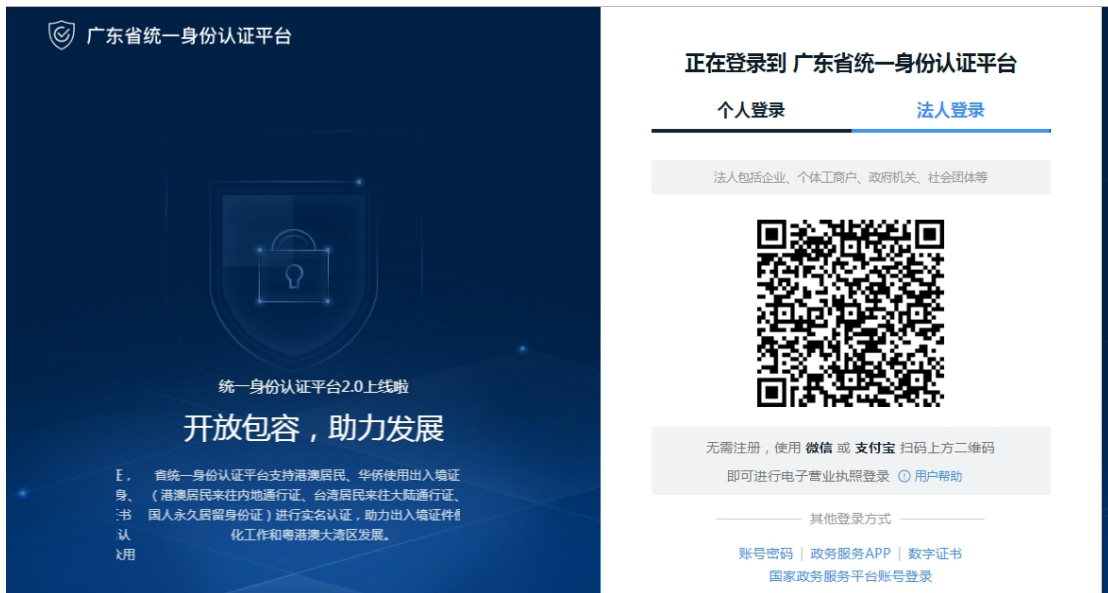 广东省统一身份认证平台
统一身份认证平台2.0上线啦
开放包容，助力发展
省统一身份认证平台支持港澳居民、华侨使用出入境证
（港澳居民来往内地通行证、台湾居民来往大陆通行证、
国人永久居留身份证）进行实名认证，助力出入境证件便
化工作和粤港澳大湾区发展。
正在登录到 广东省统一身份认证平台
个人登录
法人登录
法人包括企业、个体工商户、政府机关、社会团体等
无需注册，使用 微信 或 支付宝 扫码上方二维码
即可进行电子营业执照登录 用户帮助
其他登录方式
账号密码 | 政务服务APP | 数字证书
国家政务服务平台账号登录